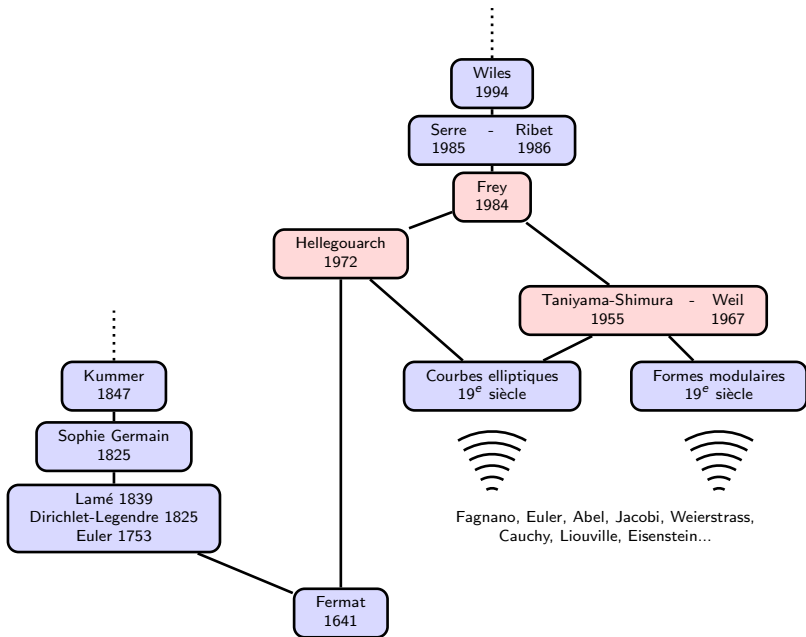 Wiles
1994
Serre - Ribet
1985 1986
Frey
1984
Hellegouarch
1972
Taniyama-Shimura - Weil
1955 1967
Kummer
1847
Courbes elliptiques
19e siècle
Formes modulaires
19e siècle
Sophie Germain
1825
Lamé 1839
Dirichlet-Legendre 1825
Euler 1753
Fagnano, Euler, Abel, Jacobi, Weierstrass,
Cauchy, Liouville, Eisenstein...
Fermat
1641